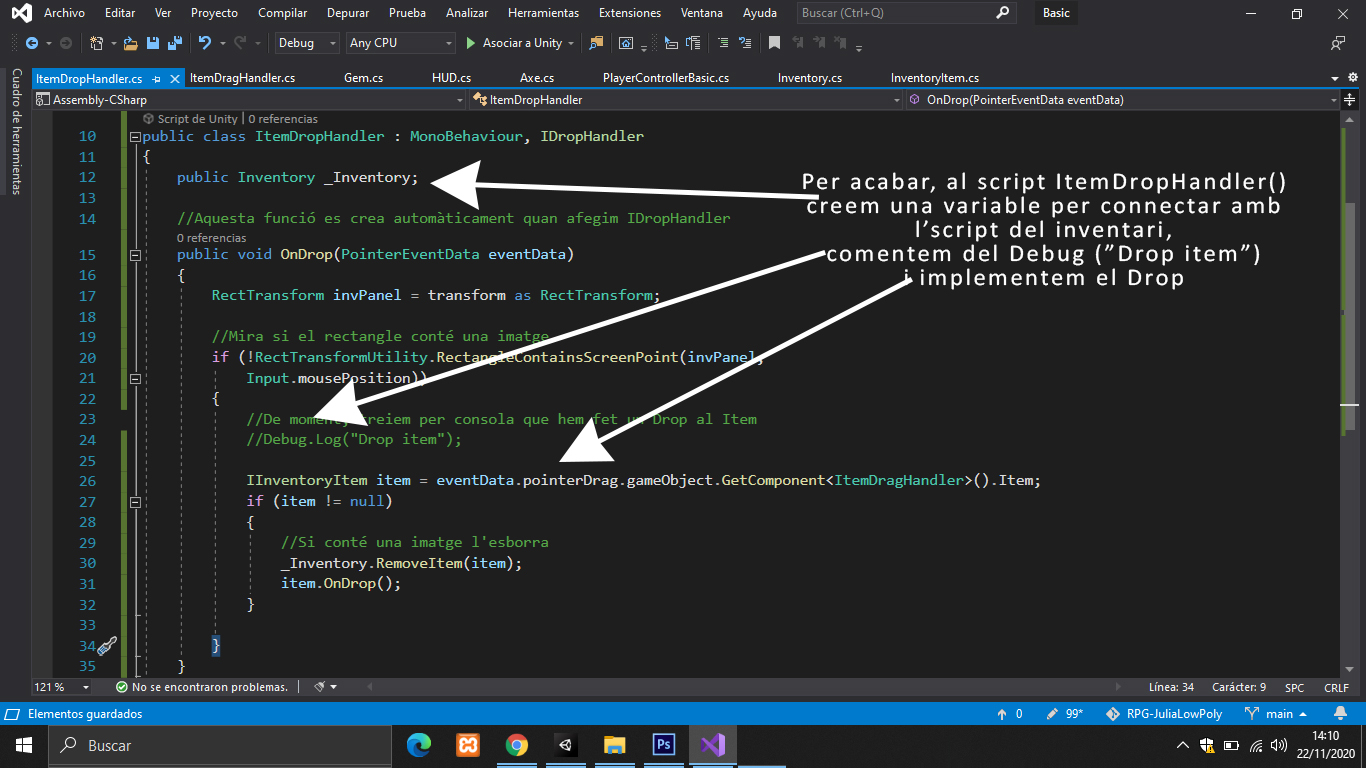 Archivo Editar Ver Proyecto Compilar Depurar Prueba Analizar Herramientas Extensiones Ventana Ayuda Buscar (Ctrl+Q) Basic
Debug Any CPU Asociar a Unity
Cuadro de herramientas
ItemDropHandler.cs ItemDragHandler.cs Gem.cs HUD.cs Axe.cs PlayerControllerBasic.cs Inventory.cs InventoryItem.cs
Assembly-CSharp ItemDropHandler OnDrop(PointerEventData eventData)
Script de Unity | 0 referencias
10 public class ItemDropHandler : MonoBehaviour, IDropHandler
11 {
12 public Inventory _Inventory;
13
14 //Aquesta funció es crea automàticament quan afegim IDropHandler
0 referencias
15 public void OnDrop(PointerEventData eventData)
16 {
17 RectTransform invPanel = transform as RectTransform;
18
19 //Mira si el rectangle conté una imatge
20 if (!RectTransformUtility.RectangleContainsScreenPoint(invPanel,
21 Input.mousePosition))
22 {
23 //De moment, creiem per consola que hem fet un Drop al Item
24 //Debug.Log("Drop item");
25
26 IInventoryItem item = eventData.pointerDrag.gameObject.GetComponent<ItemDragHandler>().Item;
27 if (item != null)
28 {
29 //Si conté una imatge l'esborra
30 _Inventory.RemoveItem(item);
31 item.OnDrop();
32 }
33
34 }
35 }
Per acabar, al script ItemDropHandler()
creem una variable per connectar amb
l’script del inventari,
comentem del Debug (”Drop item”)
i implementem el Drop
121 % No se encontraron problemas. Línea: 34 Carácter: 9 SPC CRLF
Elementos guardados 0 99* RPG-JuliaLowPoly main
Buscar Ps 14:10
22/11/2020